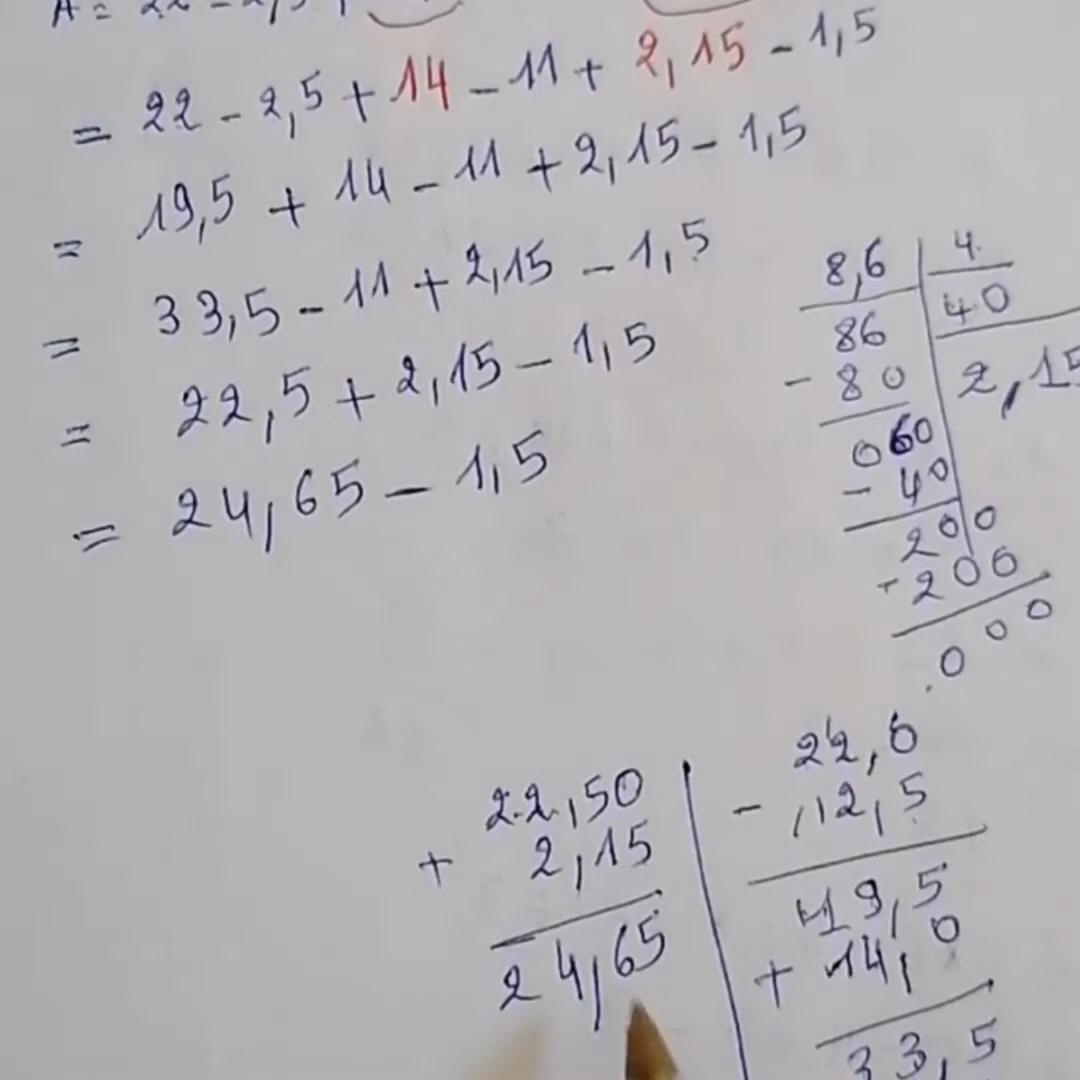 = 22 - 2,5 + 14 - 11 + 2,15 - 1,5
= 19,5 + 14 - 11 + 2,15 - 1,5
= 33,5 - 11 + 2,15 - 1,5
= 22,5 + 2,15 - 1,5
= 24,65 - 1,5
8,6 | 4
86 | 40
- 80 | 2,15
060
- 40
200
- 200
000
22,50
+ 2,15
24,65
22,0
- 2,5
19,5
+ 14,0
33,5